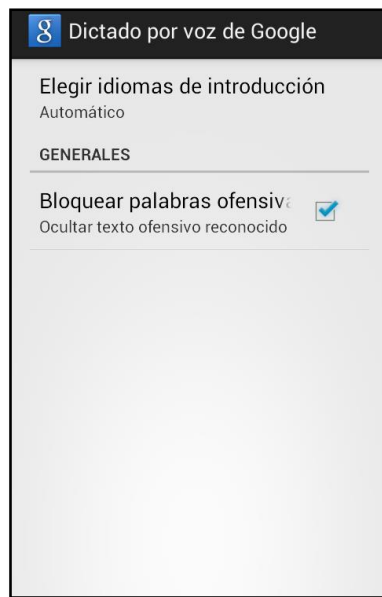 g Dictado por voz de Google
Elegir idiomas de introducción
Automático
GENERALES
Bloquear palabras ofensiva
Ocultar texto ofensivo reconocido